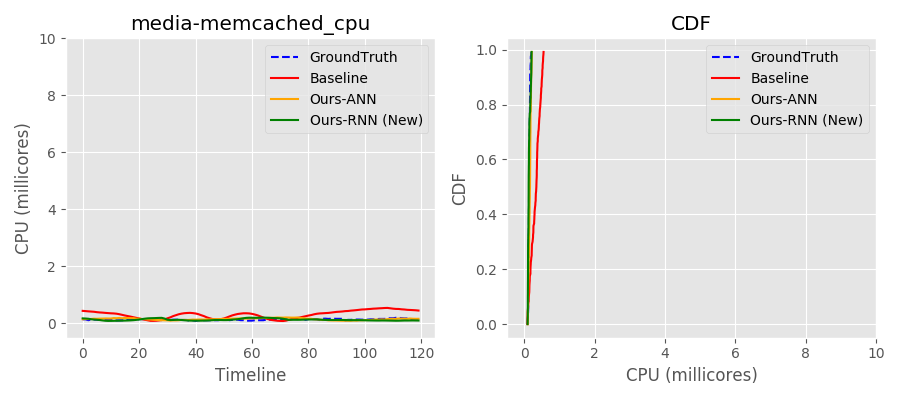 media-memcached_cpu
CPU (millicores)
10
8
6
4
2
0
0
20
40
60
80
100
120
Timeline
GroundTruth
Baseline
Ours-ANN
Ours-RNN (New)
CDF
CDF
1.0
0.8
0.6
0.4
0.2
0.0
0
2
4
6
8
10
CPU (millicores)
GroundTruth
Baseline
Ours-ANN
Ours-RNN (New)